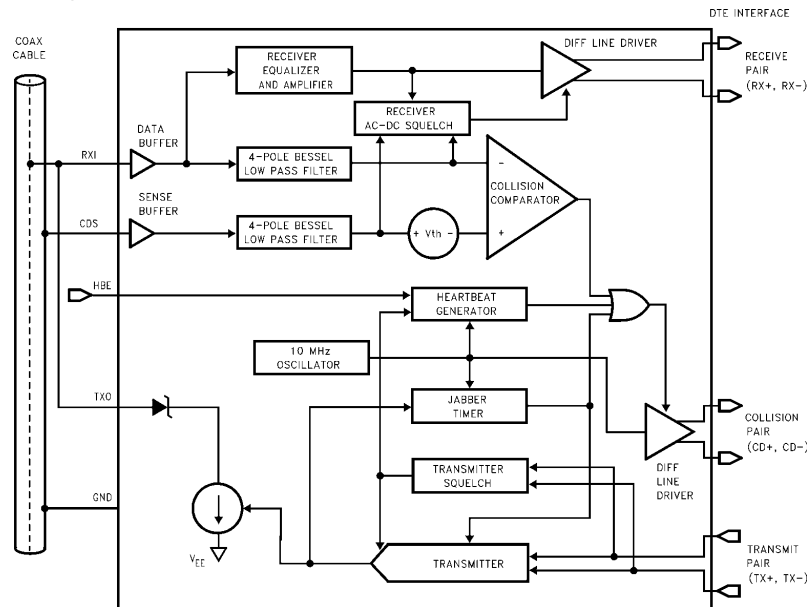 DTE INTERFACE
COAX
CABLE
RECEIVER
EQUALIZER
AND AMPLIFIER
DIFF LINE DRIVER
RECEIVE
PAIR
(RX+, RX-)
RECEIVER
AC-DC SQUELCH
DATA
BUFFER
RXI
4-POLE BESSEL
LOW PASS FILTER
-
COLLISION
COMPARATOR
SENSE
BUFFER
CDS
4-POLE BESSEL
LOW PASS FILTER
+ Vth -
+
HBE
HEARTBEAT
GENERATOR
10 MHz
OSCILLATOR
TXO
JABBER
TIMER
COLLISION
PAIR
(CD+, CD-)
TRANSMITTER
SQUELCH
DIFF
LINE
DRIVER
GND
VEE
TRANSMITTER
TRANSMIT
PAIR
(TX+, TX-)